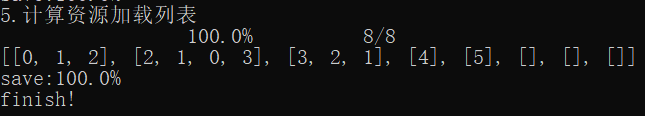 5.计算资源加载列表
100.0% 8/8
[[0, 1, 2], [2, 1, 0, 3], [3, 2, 1], [4], [5], [], [], []]
save:100.0%
finish!